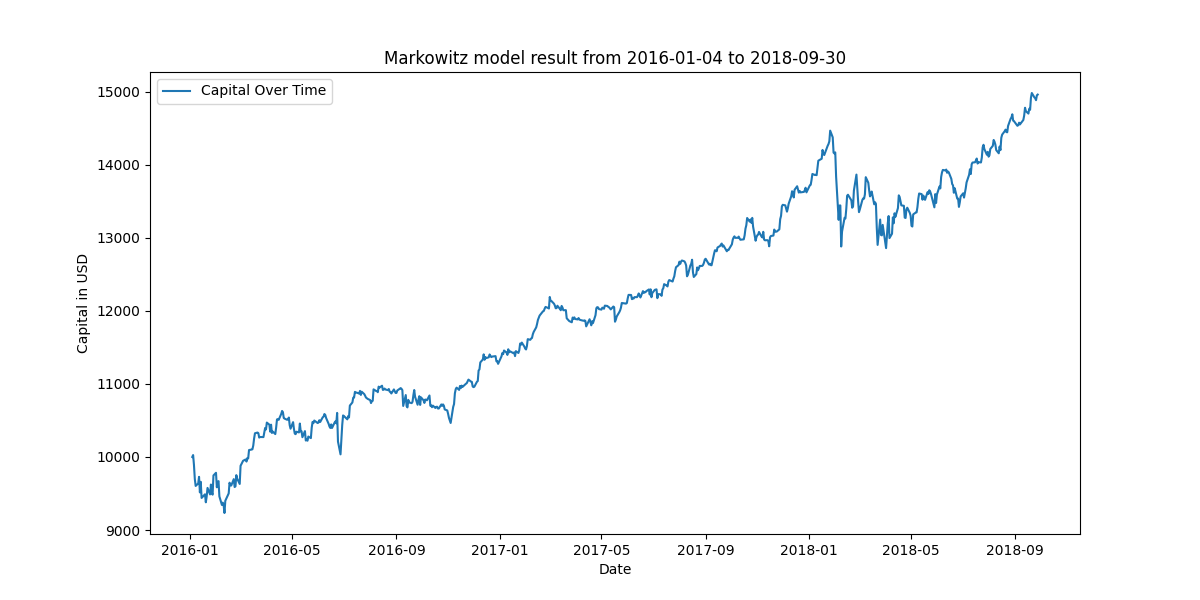 Markowitz model result from 2016-01-04 to 2018-09-30
Capital Over Time
15000
14000
13000
12000
11000
10000
9000
Capital in USD
2016-01 2016-05 2016-09 2017-01 2017-05 2017-09 2018-01 2018-05 2018-09
Date